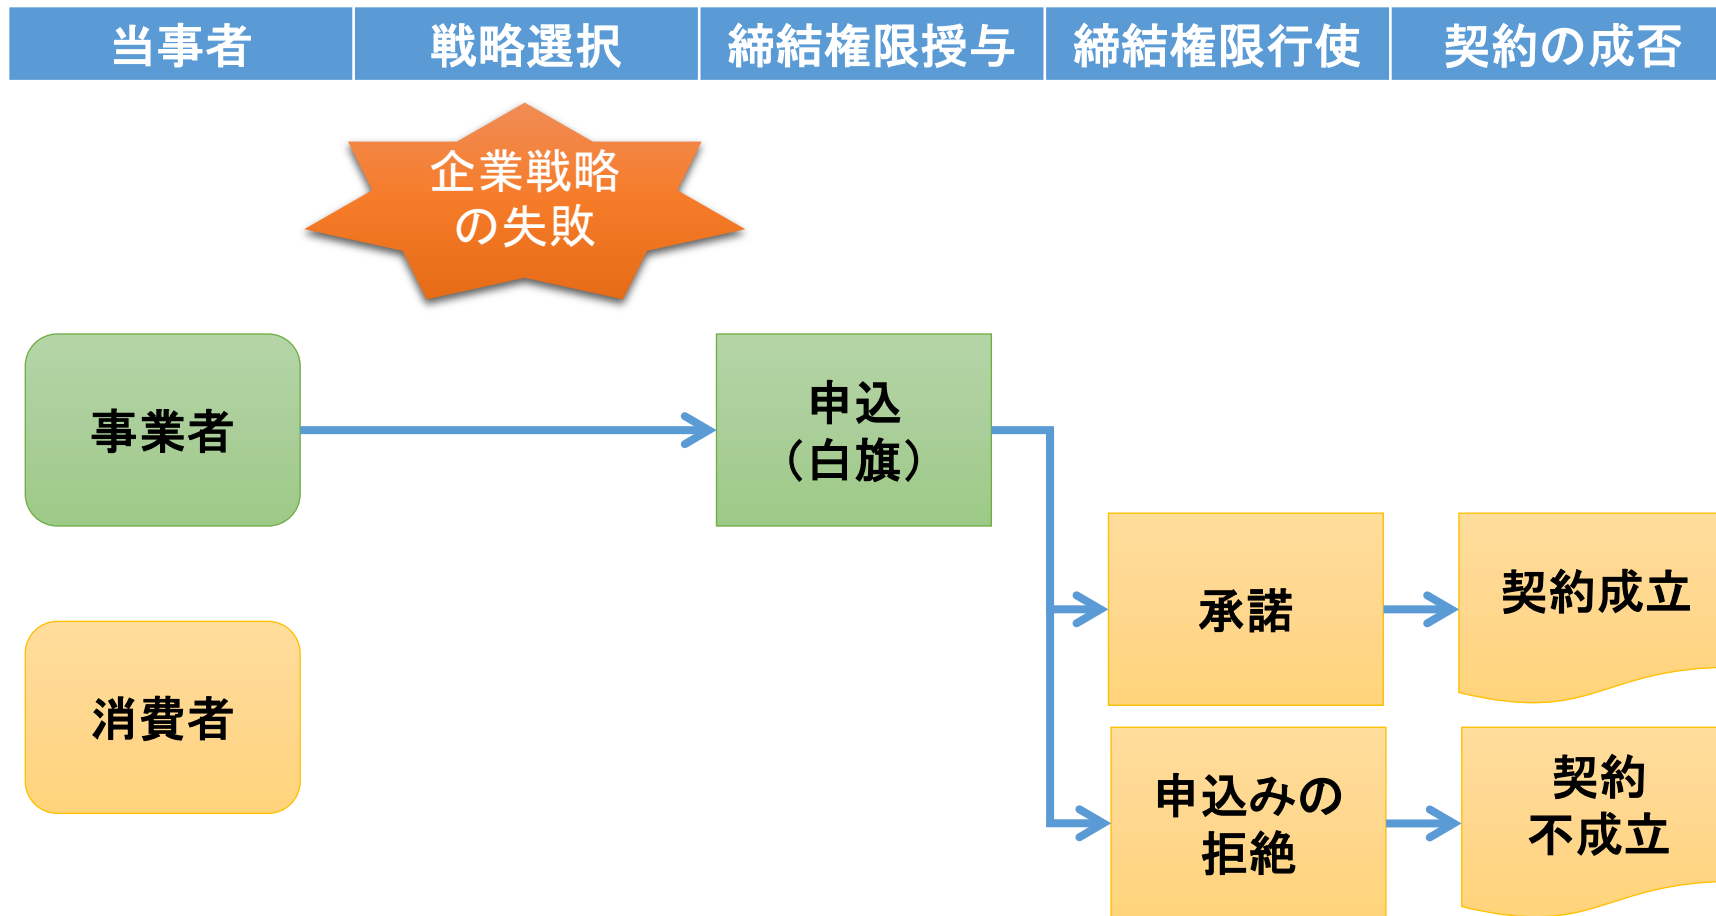 当事者
戦略選択
締結権限授与
締結権限行使
契約の成否
企業戦略
の失敗
事業者
申込
（白旗）
承諾
契約成立
消費者
申込みの
拒絶
契約
不成立